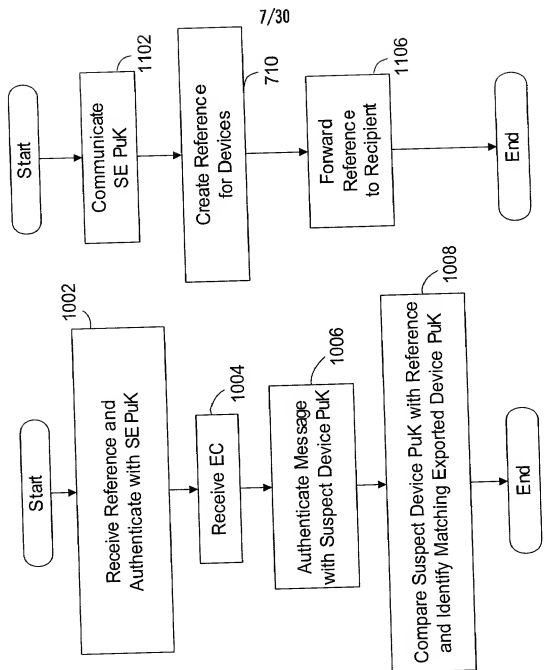 7/30
Start
1102
Communicate
SE PuK
710
Create Reference
for Devices
1106
Forward
Reference
to Recipient
End
Start
1002
Receive Reference and
Authenticate with SE PuK
1004
Receive EC
1006
Authenticate Message
with Suspect Device PuK
1008
Compare Suspect Device PuK with Reference
and Identify Matching Exported Device PuK
End